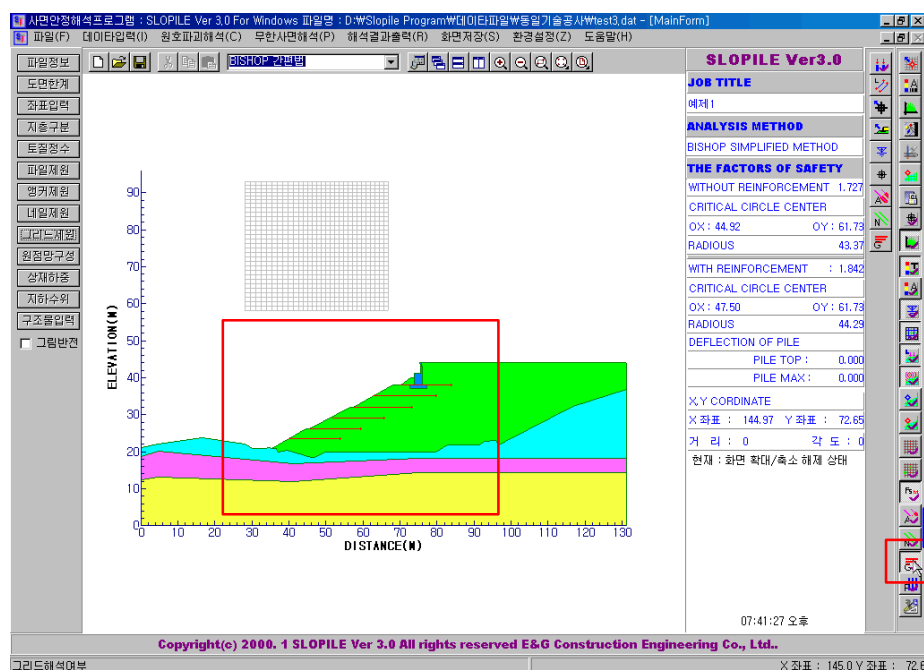 사면안정해석프로그램 : SLOPILE Ver 3,0 For Windows 파일명 : D:₩Slopile Program₩데이타파일₩동일기술공사₩test3,dat - [MainForm]
파일(F) 데이타입력(I) 원호파괴해석(C) 무한사면해석(P) 해석결과출력(R) 화면저장(S) 환경설정(Z) 도움말(H)
파일정보
도면한계
좌표입력
지층구분
토질정수
파일제원
앵커제원
네일제원
그리드제원
원점망구성
상재하중
지하수위
구조물입력
그림반전
BISHOP 간편법
ELEVATION(M)
90
80
70
60
50
40
30
20
10
0
0 10 20 30 40 50 60 70 80 90 100 110 120 130
DISTANCE(M)
SLOPILE Ver3.0
JOB TITLE
예제1
ANALYSIS METHOD
BISHOP SIMPLIFIED METHOD
THE FACTORS OF SAFETY
WITHOUT REINFORCEMENT 1.727
CRITICAL CIRCLE CENTER
OX : 44.92 OY : 61.73
RADIOUS 43.37
WITH REINFORCEMENT : 1.842
CRITICAL CIRCLE CENTER
OX : 47.50 OY : 61.73
RADIOUS 44.29
DEFLECTION OF PILE
PILE TOP : 0.000
PILE MAX : 0.000
X,Y CORDINATE
X 좌표 : 144.97 Y 좌표 : 72.65
거 리 : 0 각 도 : 0
현재 : 화면 확대/축소 해제 상태
07:41:27 오후
Copyright(c) 2000. 1 SLOPILE Ver 3.0 All rights reserved E&G Construction Engineering Co., Ltd..
그리드해석여부
X 좌표 : 145.0 Y 좌표 : 72.6